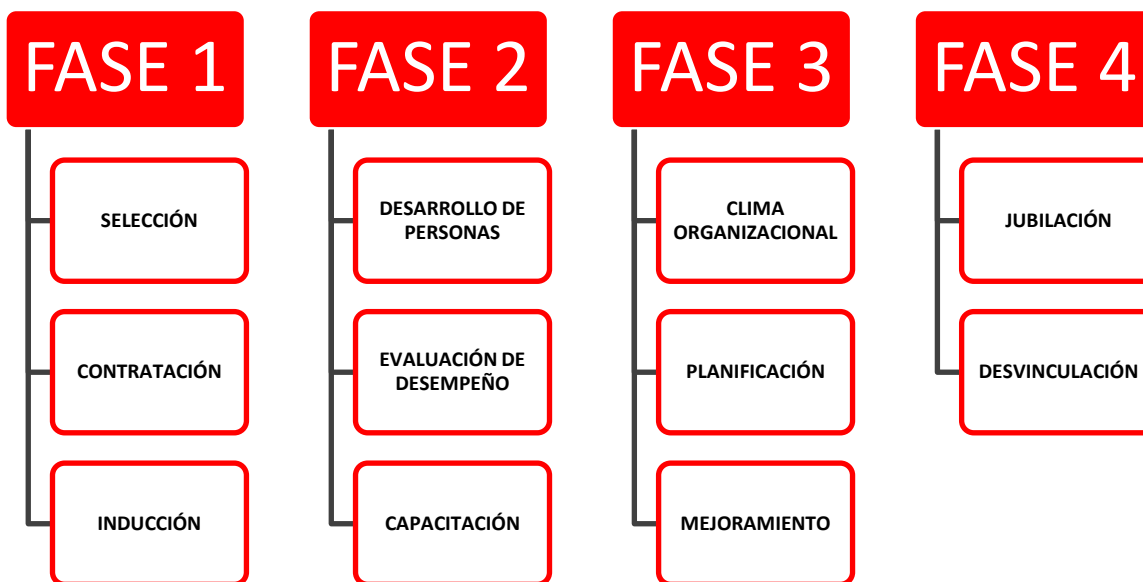 FASE 1
SELECCIÓN
CONTRATACIÓN
INDUCCIÓN
FASE 2
DESARROLLO DE
PERSONAS
EVALUACIÓN DE
DESEMPEÑO
CAPACITACIÓN
FASE 3
CLIMA
ORGANIZACIONAL
PLANIFICACIÓN
MEJORAMIENTO
FASE 4
JUBILACIÓN
DESVINCULACIÓN